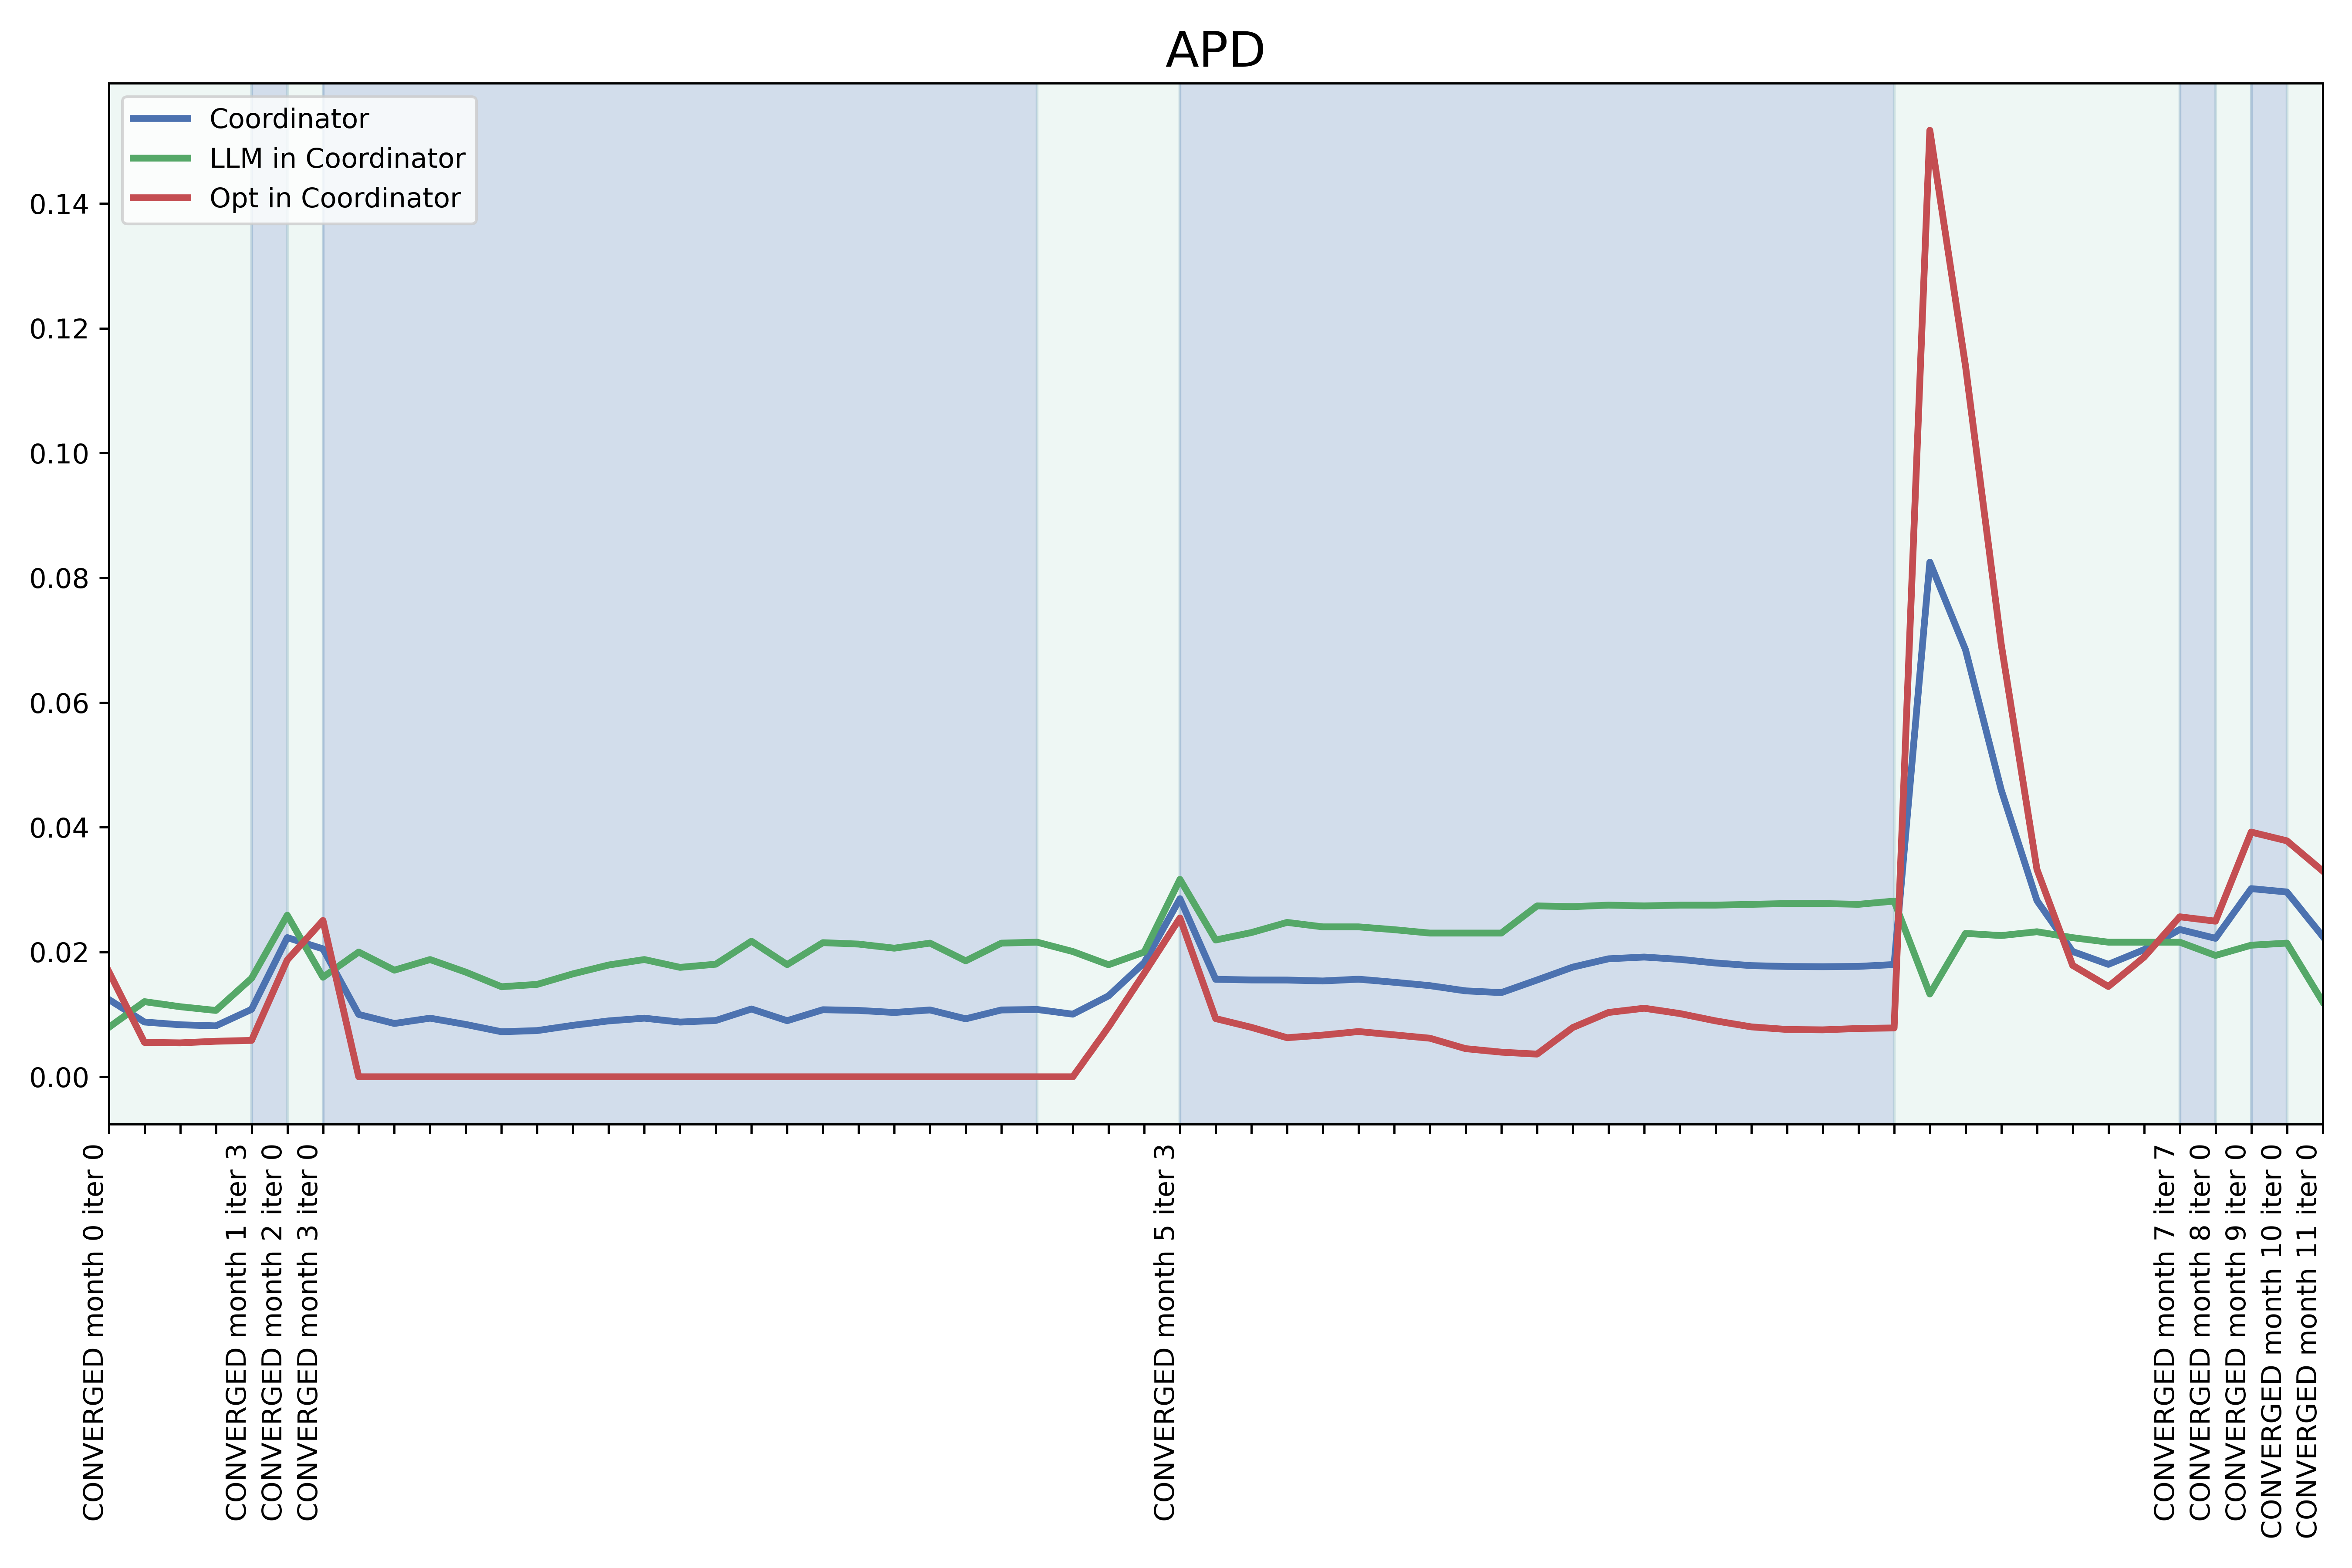 APD
Coordinator
LLM in Coordinator
Opt in Coordinator
0.14
0.12
0.10
0.08
0.06
0.04
0.02
0.00
CONVERGED month 0 iter 0
CONVERGED month 1 iter 3
CONVERGED month 2 iter 0
CONVERGED month 3 iter 0
CONVERGED month 5 iter 3
CONVERGED month 7 iter 7
CONVERGED month 8 iter 0
CONVERGED month 9 iter 0
CONVERGED month 10 iter 0
CONVERGED month 11 iter 0